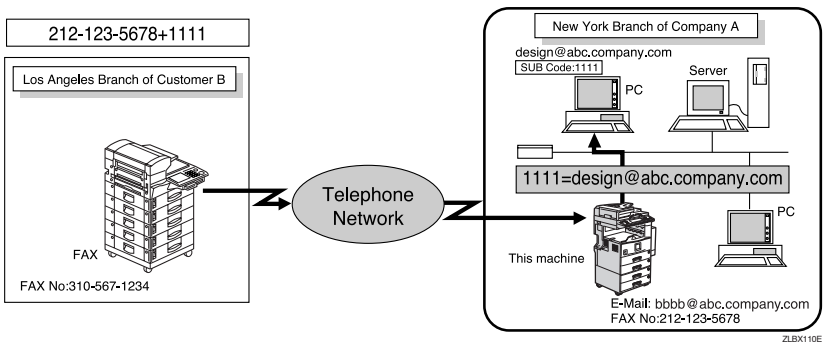 212-123-5678+1111
Los Angeles Branch of Customer B
FAX
FAX No:310-567-1234
Telephone
Network
New York Branch of Company A
design@abc.company.com
SUB Code:1111
PC
Server
1111=design@abc.company.com
PC
This machine
E-Mail: bbbb@abc.company.com
FAX No:212-123-5678
ZLBX110E